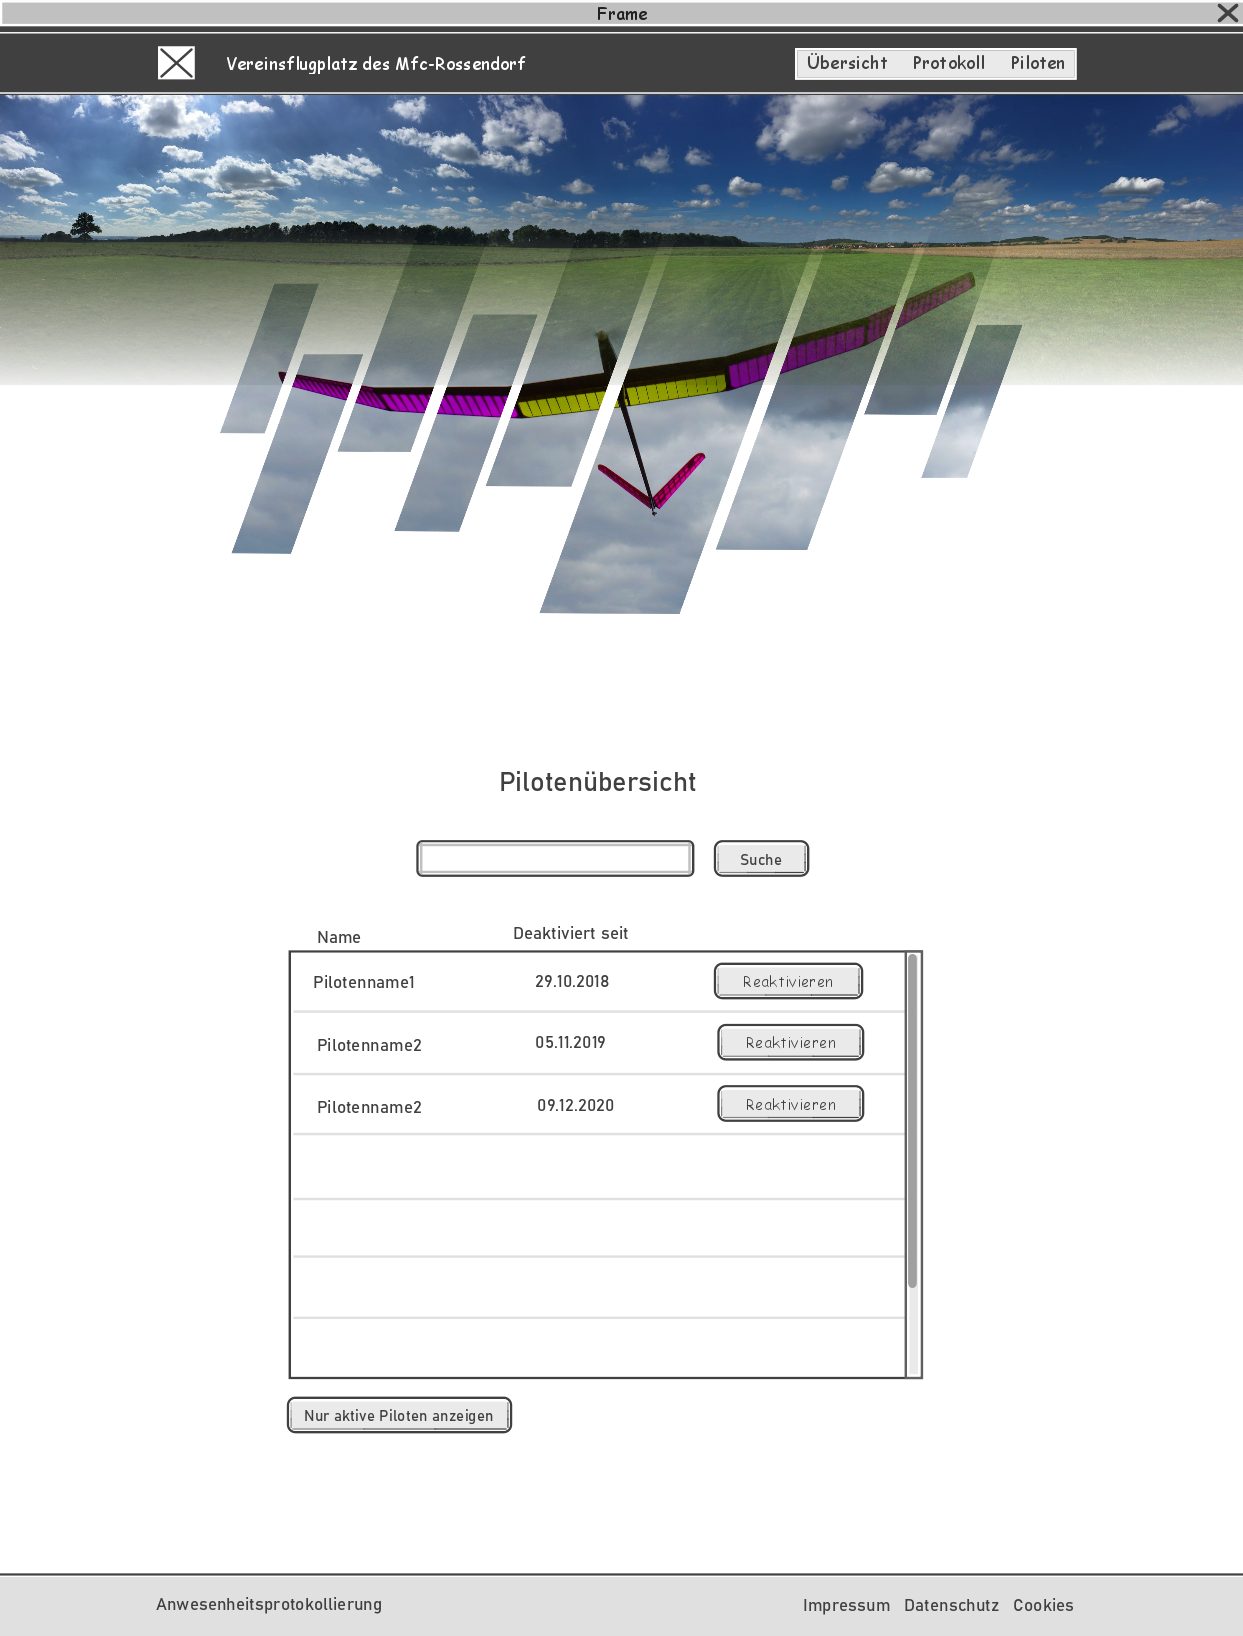 Frame
Vereinsflugplatz des Mfc-Rossendorf
Übersicht Protokoll Piloten
Pilotenübersicht
Suche
Name Deaktiviert seit
Pilotenname1 29.10.2018 Reaktivieren
Pilotenname2 05.11.2019 Reaktivieren
Pilotenname2 09.12.2020 Reaktivieren
Nur aktive Piloten anzeigen
Anwesenheitsprotokollierung Impressum Datenschutz Cookies